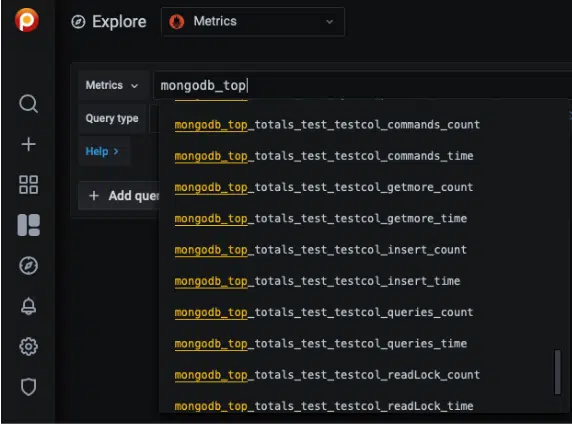 Explore
Metrics
Metrics
mongodb_top
Query type
Help >
+ Add quer
mongodb_top_totals_test_testcol_commands_count
mongodb_top_totals_test_testcol_commands_time
mongodb_top_totals_test_testcol_getmore_count
mongodb_top_totals_test_testcol_getmore_time
mongodb_top_totals_test_testcol_insert_count
mongodb_top_totals_test_testcol_insert_time
mongodb_top_totals_test_testcol_queries_count
mongodb_top_totals_test_testcol_queries_time
mongodb_top_totals_test_testcol_readLock_count
mongodb_top_totals_test_testcol_readLock_time